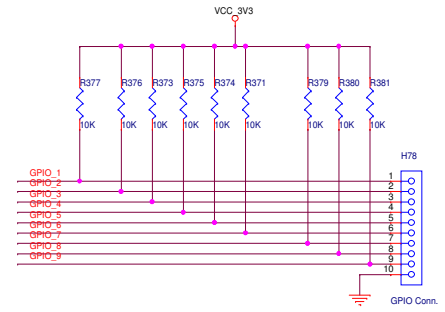 VCC_3V3
R377 R376 R373 R375 R374 R371 R379 R380 R381
10K 10K 10K 10K 10K 10K 10K 10K 10K
H78
GPIO_1 1
GPIO_2 2
GPIO_3 3
GPIO_4 4
GPIO_5 5
GPIO_6 6
GPIO_7 7
GPIO_8 8
GPIO_9 9
10
GPIO Conn.